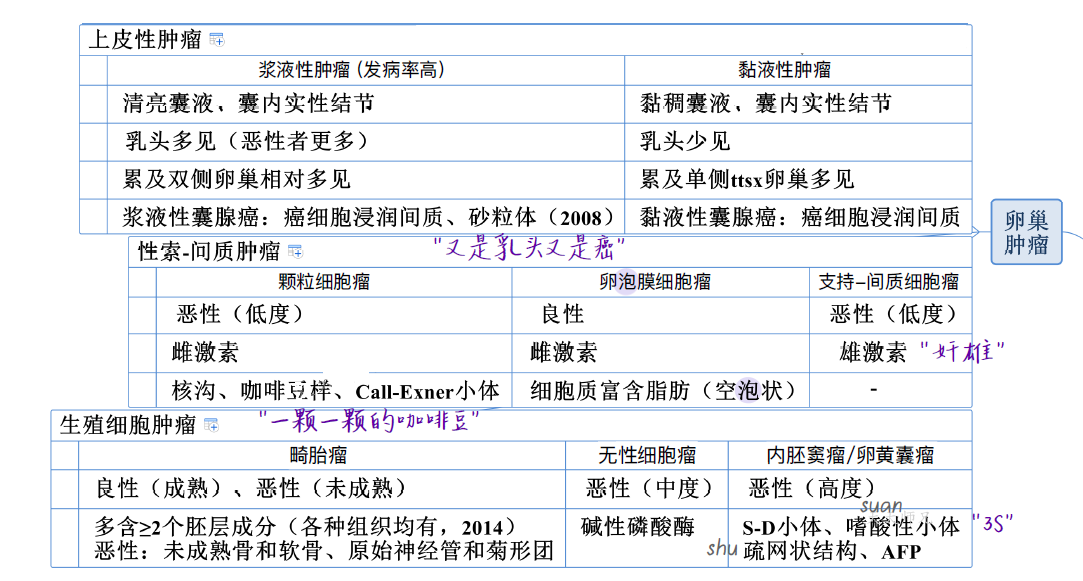 上皮性肿瘤
浆液性肿瘤（发病率高） 黏液性肿瘤
清亮囊液、囊内实性结节 黏稠囊液、囊内实性结节
乳头多见（恶性者更多） 乳头少见
累及双侧卵巢相对多见 累及单侧ttsx卵巢多见
浆液性囊腺癌：癌细胞浸润间质、砂粒体（2008） 黏液性囊腺癌：癌细胞浸润间质
卵巢
肿瘤
性索-间质肿瘤 "又是乳头又是癌"
颗粒细胞瘤 卵泡膜细胞瘤 支持–间质细胞瘤
恶性（低度） 良性 恶性（低度）
雌激素 雌激素 雄激素 "奸雄"
核沟、咖啡豆样、Call-Exner小体 细胞质富含脂肪（空泡状） -
生殖细胞肿瘤 "一颗一颗的咖啡豆"
畸胎瘤 无性细胞瘤 内胚窦瘤/卵黄囊瘤
良性（成熟）、恶性（未成熟） 恶性（中度） 恶性（高度）
suan
多含≥2个胚层成分（各种组织均有，2014） 碱性磷酸酶 S-D小体、嗜酸性小体 "3S"
恶性：未成熟骨和软骨、原始神经管和菊形团 shu 疏网状结构、AFP